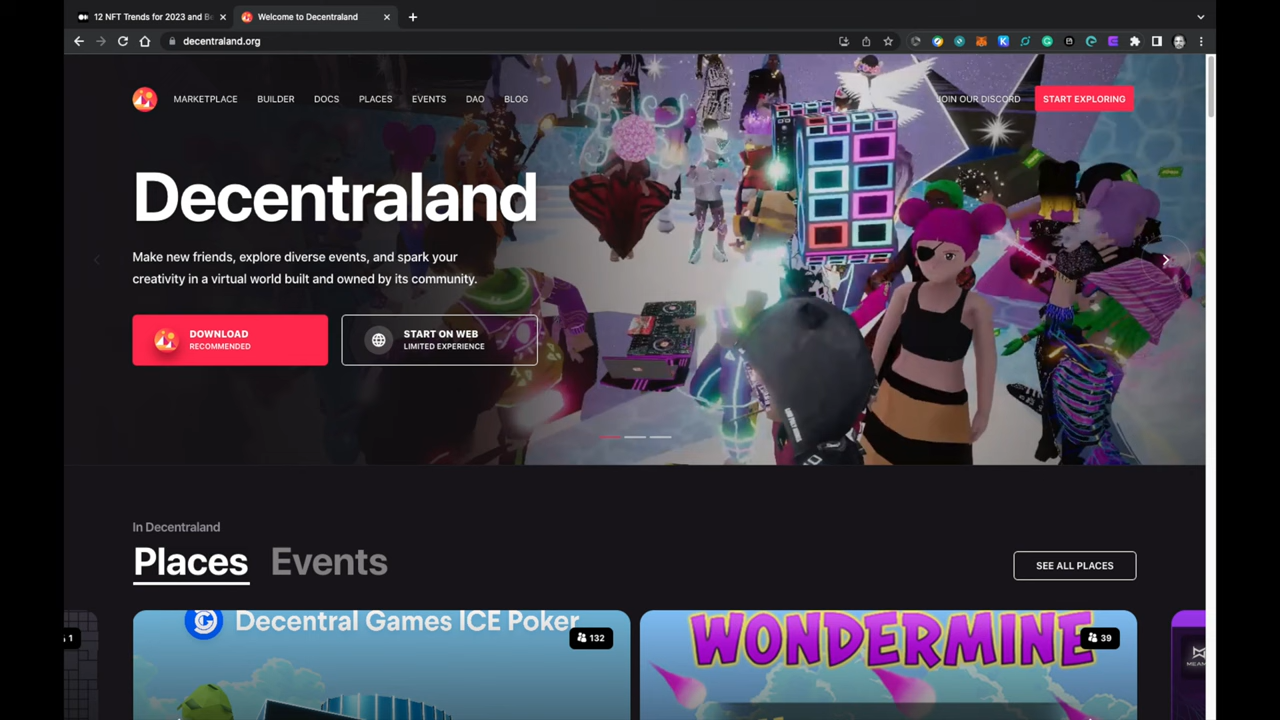 12 NFT Trends for 2023 and Be
Welcome to Decentraland
decentraland.org
MARKETPLACE BUILDER DOCS PLACES EVENTS DAO BLOG JOIN OUR DISCORD START EXPLORING
Decentraland
Make new friends, explore diverse events, and spark your
creativity in a virtual world built and owned by its community.
DOWNLOAD
RECOMMENDED
START ON WEB
LIMITED EXPERIENCE
In Decentraland
Places Events
SEE ALL PLACES
1
Decentral Games ICE Poker
132
WONDERMINE
39